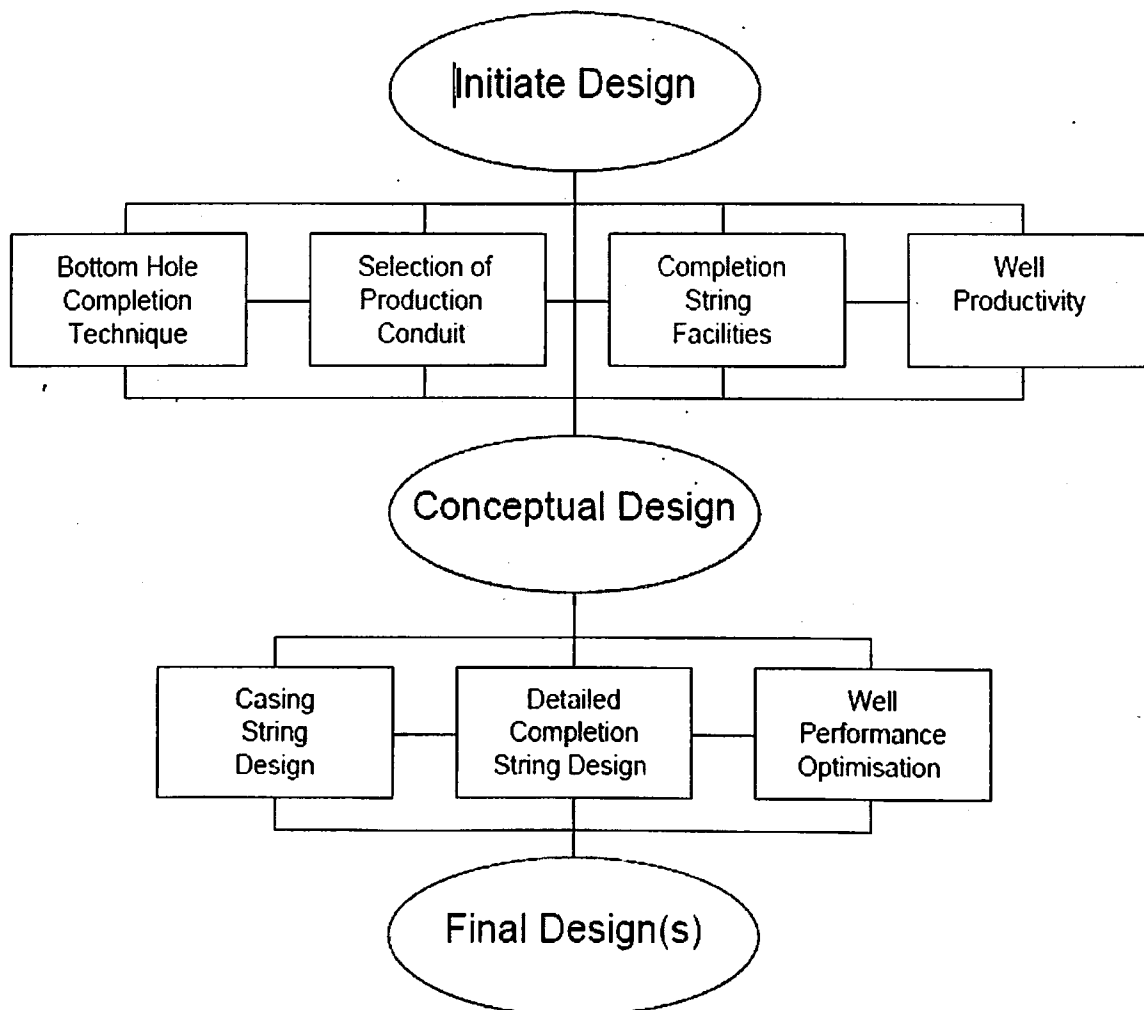 Initiate Design
Bottom Hole
Completion
Technique
Selection of
Production
Conduit
Completion
String
Facilities
Well
Productivity
Conceptual Design
Casing
String
Design
Detailed
Completion
String Design
Well
Performance
Optimisation
Final Design(s)